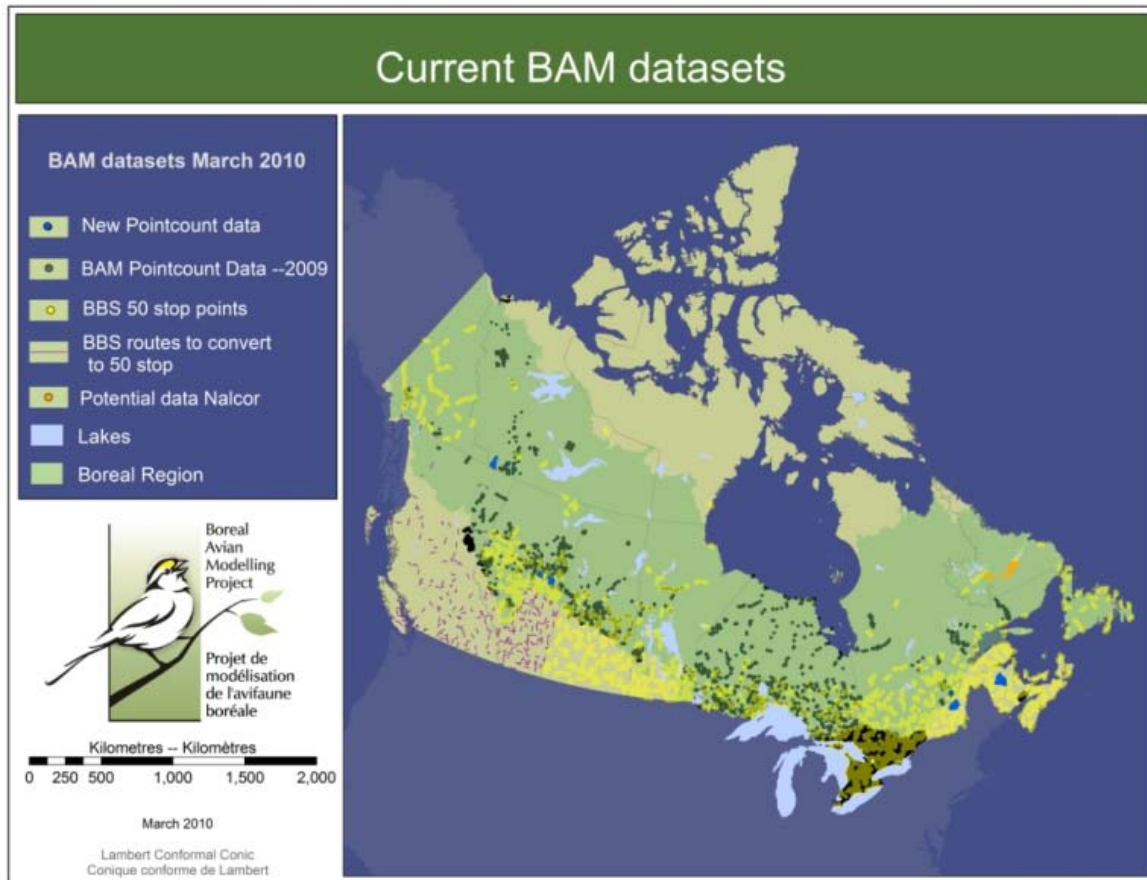 Current BAM datasets
BAM datasets March 2010
New Pointcount data
BAM Pointcount Data --2009
BBS 50 stop points
BBS routes to convert
to 50 stop
Potential data Nalcor
Lakes
Boreal Region
Boreal
Avian
Modelling
Project
Projet de
modélisation
de l'avifaune
boréale
Kilometres -- Kilomètres
0 250 500 1,000 1,500 2,000
March 2010
Lambert Conformal Conic
Conique conforme de Lambert